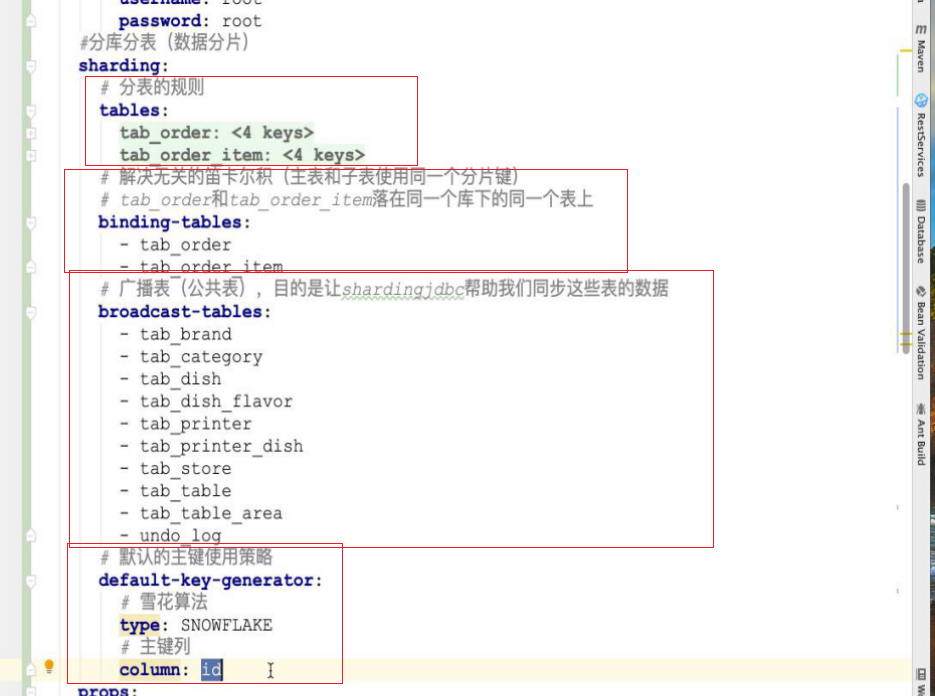 password: root
#分库分表（数据分片）
sharding:
# 分表的规则
tables:
tab_order: <4 keys>
tab_order_item: <4 keys>
# 解决无关的笛卡尔积（主表和子表使用同一个分片键）
# tab_order和tab_order_item落在同一个库下的同一个表上
binding-tables:
- tab_order
- tab_order_item
# 广播表（公共表），目的是让shardingjdbc帮助我们同步这些表的数据
broadcast-tables:
- tab_brand
- tab_category
- tab_dish
- tab_dish_flavor
- tab_printer
- tab_printer_dish
- tab_store
- tab_table
- tab_table_area
- undo_log
# 默认的主键使用策略
default-key-generator:
# 雪花算法
type: SNOWFLAKE
# 主键列
column: id
props:
Maven
RestServices
Database
Bean Validation
Ant Build